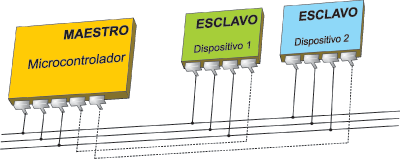 MAESTRO
Microcontrolador
ESCLAVO
Dispositivo 1
ESCLAVO
Dispositivo 2